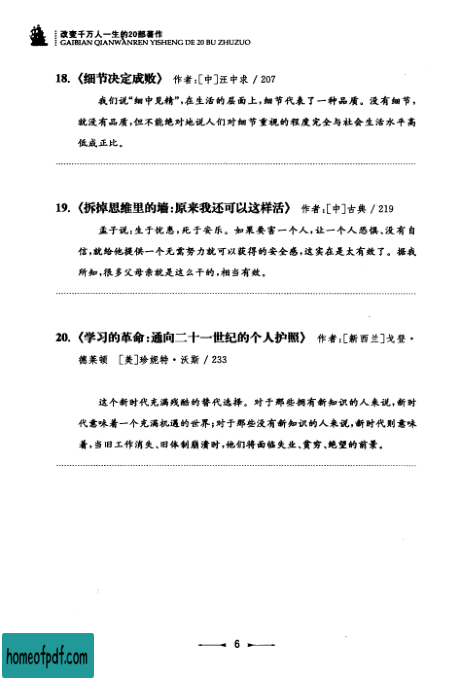 改变千万人一生的20部著作
GAIBIAN QIANWANREN YISHENG DE 20 BU ZHUZUO
18.《细节决定成败》 作者:[中]汪中求 / 207
我们说“细中见精”,在生活的层面上,细节代表了一种品质。没有细节,
就没有品质,但不能绝对地说人们对细节重视的程度完全与社会生活水平高
低成正比。
19.《拆掉思维里的墙:原来我还可以这样活》 作者:[中]古典 / 219
孟子说:生于忧患,死于安乐。如果要害一个人,让一个人恐惧、没有自
信,就给他提供一个无需努力就可以获得的安全感,这实在是太有效了。据我
所知,很多父母亲就是这么干的,相当有效。
20.《学习的革命:通向二十一世纪的个人护照》 作者:[新西兰]戈登·
德莱顿 [美]珍妮特·沃斯 / 233
这个新时代充满残酷的替代选择。对于那些拥有新知识的人来说,新时
代意味着一个充满机遇的世界;对于那些没有新知识的人来说,新时代则意味
着,当旧工作消失、旧体制崩溃时,他们将面临失业、贫穷、绝望的前景。
6
homeofpdf.com